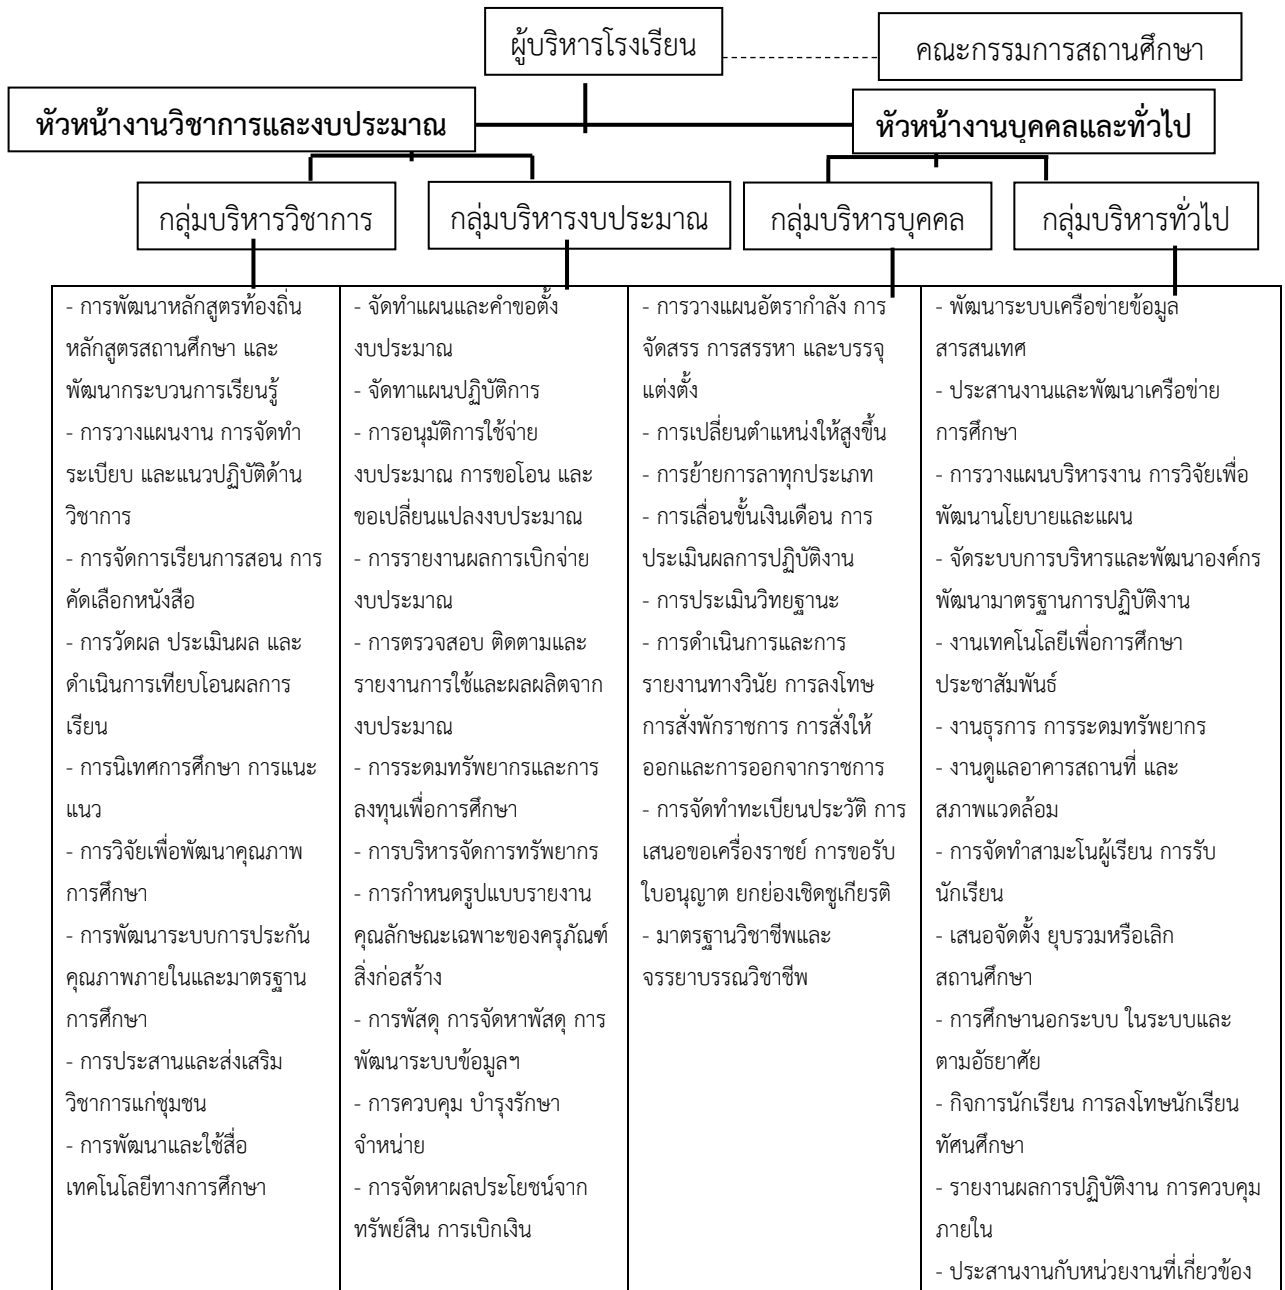 ผู้บริหารโรงเรียน
คณะกรรมการสถานศึกษา
หัวหน้างานวิชาการและงบประมาณ
หัวหน้างานบุคคลและทั่วไป
กลุ่มบริหารวิชาการ
กลุ่มบริหารงบประมาณ
กลุ่มบริหารบุคคล
กลุ่มบริหารทั่วไป
- การพัฒนาหลักสูตรท้องถิ่น
หลักสูตรสถานศึกษา และ
พัฒนากระบวนการเรียนรู้
- การวางแผนงาน การจัดทำ
ระเบียบ และแนวปฏิบัติด้าน
วิชาการ
- การจัดการเรียนการสอน การ
คัดเลือกหนังสือ
- การวัดผล ประเมินผล และ
ดำเนินการเทียบโอนผลการ
เรียน
- การนิเทศการศึกษา การแนะ
แนว
- การวิจัยเพื่อพัฒนาคุณภาพ
การศึกษา
- การพัฒนาระบบการประกัน
คุณภาพภายในและมาตรฐาน
การศึกษา
- การประสานและส่งเสริม
วิชาการแก่ชุมชน
- การพัฒนาและใช้สื่อ
เทคโนโลยีทางการศึกษา
- จัดทำแผนและคำขอตั้ง
งบประมาณ
- จัดทาแผนปฏิบัติการ
- การอนุมัติการใช้จ่าย
งบประมาณ การขอโอน และ
ขอเปลี่ยนแปลงงบประมาณ
- การรายงานผลการเบิกจ่าย
งบประมาณ
- การตรวจสอบ ติดตามและ
รายงานการใช้และผลผลิตจาก
งบประมาณ
- การระดมทรัพยากรและการ
ลงทุนเพื่อการศึกษา
- การบริหารจัดการทรัพยากร
- การกำหนดรูปแบบรายงาน
คุณลักษณะเฉพาะของครุภัณฑ์
สิ่งก่อสร้าง
- การพัสดุ การจัดหาพัสดุ การ
พัฒนาระบบข้อมูลฯ
- การควบคุม บำรุงรักษา
จำหน่าย
- การจัดหาผลประโยชน์จาก
ทรัพย์สิน การเบิกเงิน
- การวางแผนอัตรากำลัง การ
จัดสรร การสรรหา และบรรจุ
แต่งตั้ง
- การเปลี่ยนตำแหน่งให้สูงขึ้น
- การย้ายการลาทุกประเภท
- การเลื่อนขั้นเงินเดือน การ
ประเมินผลการปฏิบัติงาน
- การประเมินวิทยฐานะ
- การดำเนินการและการ
รายงานทางวินัย การลงโทษ
การสั่งพักราชการ การสั่งให้
ออกและการออกจากราชการ
- การจัดทำทะเบียนประวัติ การ
เสนอขอเครื่องราชย์ การขอรับ
ใบอนุญาต ยกย่องเชิดชูเกียรติ
- มาตรฐานวิชาชีพและ
จรรยาบรรณวิชาชีพ
- พัฒนาระบบเครือข่ายข้อมูล
สารสนเทศ
- ประสานงานและพัฒนาเครือข่าย
การศึกษา
- การวางแผนบริหารงาน การวิจัยเพื่อ
พัฒนานโยบายและแผน
- จัดระบบการบริหารและพัฒนาองค์กร
พัฒนามาตรฐานการปฏิบัติงาน
- งานเทคโนโลยีเพื่อการศึกษา
ประชาสัมพันธ์
- งานธุรการ การระดมทรัพยากร
- งานดูแลอาคารสถานที่ และ
สภาพแวดล้อม
- การจัดทำสามะโนผู้เรียน การรับ
นักเรียน
- เสนอจัดตั้ง ยุบรวมหรือเลิก
สถานศึกษา
- การศึกษานอกระบบ ในระบบและ
ตามอัธยาศัย
- กิจการนักเรียน การลงโทษนักเรียน
ทัศนศึกษา
- รายงานผลการปฏิบัติงาน การควบคุม
ภายใน
- ประสานงานกับหน่วยงานที่เกี่ยวข้อง